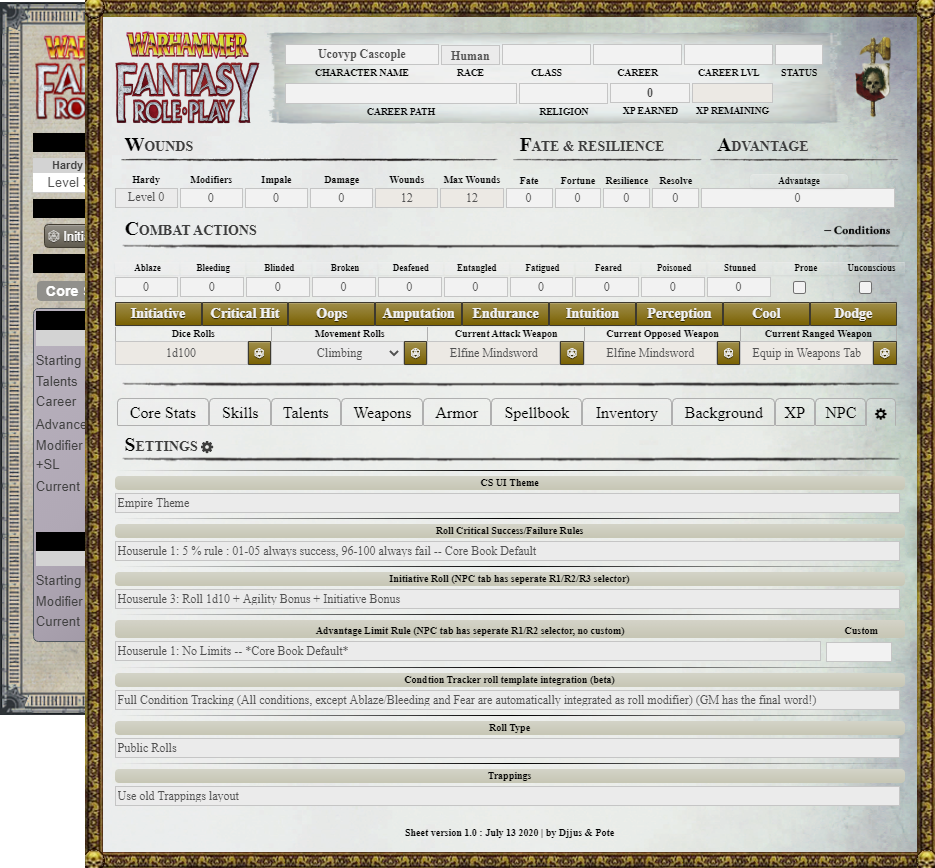 WARHAMMER
FANTASY
ROLE-PLAY
Ucovyp Cascople Human
CHARACTER NAME RACE CLASS CAREER CAREER LVL STATUS
0
CAREER PATH RELIGION XP EARNED XP REMAINING
WOUNDS FATE & RESILIENCE ADVANTAGE
Hardy Modifiers Impale Damage Wounds Max Wounds Fate Fortune Resilience Resolve Advantage
Level 0 0 0 0 12 12 0 0 0 0 0
COMBAT ACTIONS – Conditions
Ablaze Bleeding Blinded Broken Deafened Entangled Fatigued Feared Poisoned Stunned Prone Unconscious
0 0 0 0 0 0 0 0 0 0
Initiative Critical Hit Oops Amputation Endurance Intuition Perception Cool Dodge
Dice Rolls Movement Rolls Current Attack Weapon Current Opposed Weapon Current Ranged Weapon
1d100 Climbing Elfine Mindsword Elfine Mindsword Equip in Weapons Tab
Core Stats Skills Talents Weapons Armor Spellbook Inventory Background XP NPC
SETTINGS
CS UI Theme
Empire Theme
Roll Critical Success/Failure Rules
Houserule 1: 5 % rule : 01-05 always success, 96-100 always fail -- Core Book Default
Initiative Roll (NPC tab has seperate R1/R2/R3 selector)
Houserule 3: Roll 1d10 + Agility Bonus + Initiative Bonus
Advantage Limit Rule (NPC tab has seperate R1/R2 selector, no custom) Custom
Houserule 1: No Limits -- *Core Book Default*
Condtion Tracker roll template integration (beta)
Full Condition Tracking (All conditions, except Ablaze/Bleeding and Fear are automatically integrated as roll modifier) (GM has the final word!)
Roll Type
Public Rolls
Trappings
Use old Trappings layout
Sheet version 1.0 : July 13 2020 | by Djjus & Pote
Hardy
Level
Core
Starting
Talents
Career
Modifier
+SL
Current
Starting
Modifier
Current